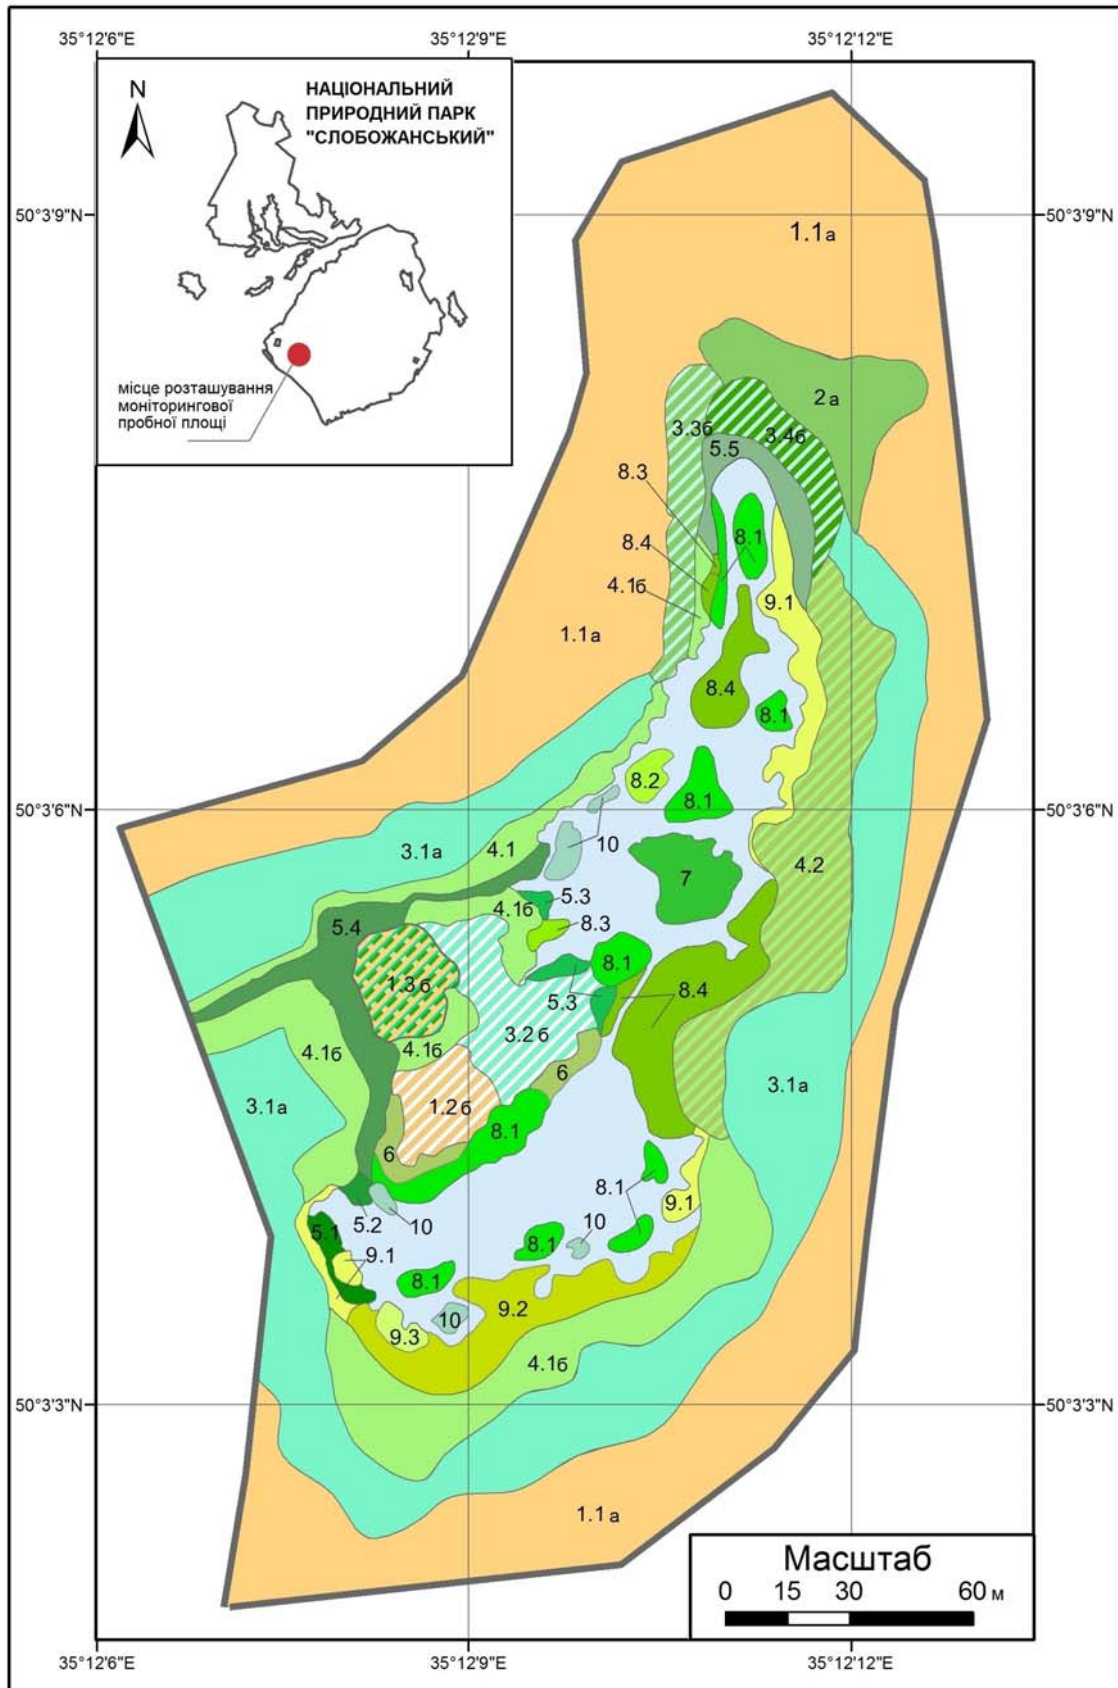 35°12'6"E 35°12'9"E 35°12'12"E
N
НАЦІОНАЛЬНИЙ
ПРИРОДНИЙ ПАРК
"СЛОБОЖАНСЬКИЙ"
місце розташування
моніторингової
пробної площі
50°3'9"N 50°3'9"N
1.1а
2а
3.3б 3.4б
5.5
8.3
8.1
8.4
4.1б 9.1
1.1а
8.4
8.1
8.2
8.1
50°3'6"N 50°3'6"N
10
3.1а 4.1
4.2
7
5.3
4.1б
8.3
5.4
8.1
1.3б 8.4
5.3
3.2б
4.1б 4.1б
6
3.1а
3.1а
1.2б
8.1
6
8.1
9.1
5.2 10 10
5.1
8.1
9.1
8.1
9.2
10
9.3
4.1б
50°3'3"N 50°3'3"N
1.1а
Масштаб
0 15 30 60 м
35°12'6"E 35°12'9"E 35°12'12"E